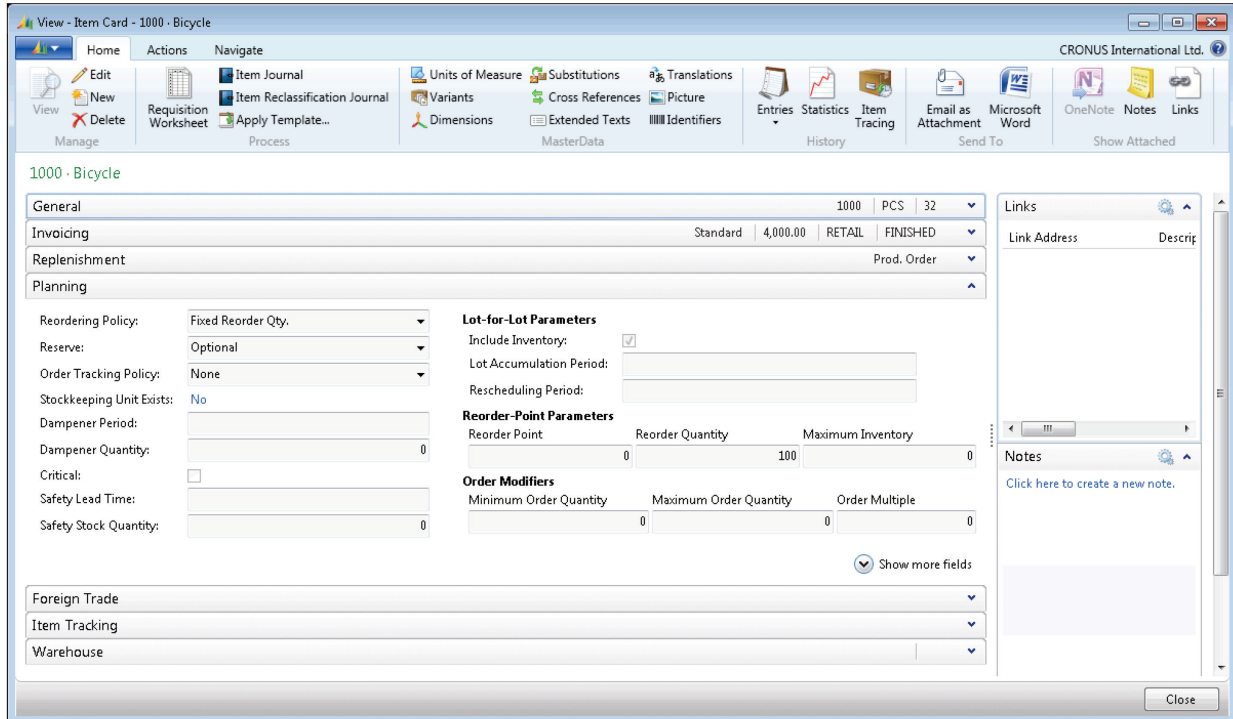 View - Item Card - 1000 · Bicycle
Home Actions Navigate CRONUS International Ltd.
View
Edit
New
Delete
Manage
Requisition Worksheet
Item Journal
Item Reclassification Journal
Apply Template...
Process
Units of Measure Substitutions Translations
Variants Cross References Picture
Dimensions Extended Texts Identifiers
MasterData
Entries Statistics Item Tracing
History
Email as Attachment Microsoft Word
Send To
OneNote Notes Links
Show Attached
1000 · Bicycle
General 1000 PCS 32
Invoicing Standard 4,000.00 RETAIL FINISHED
Replenishment Prod. Order
Planning
Reordering Policy: Fixed Reorder Qty.
Reserve: Optional
Order Tracking Policy: None
Stockkeeping Unit Exists: No
Dampener Period:
Dampener Quantity: 0
Critical:
Safety Lead Time:
Safety Stock Quantity: 0
Lot-for-Lot Parameters
Include Inventory:
Lot Accumulation Period:
Rescheduling Period:
Reorder-Point Parameters
Reorder Point Reorder Quantity Maximum Inventory
0 100 0
Order Modifiers
Minimum Order Quantity Maximum Order Quantity Order Multiple
0 0 0
Show more fields
Foreign Trade
Item Tracking
Warehouse
Links
Link Address Descrip
Notes
Click here to create a new note.
Close